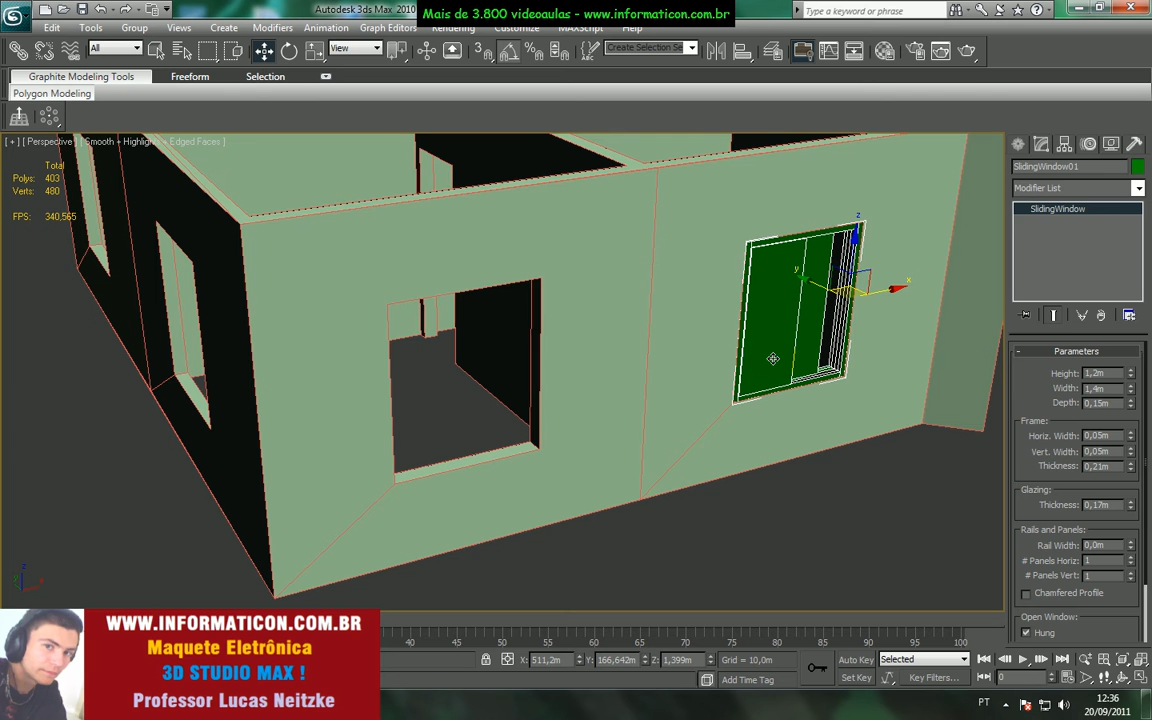 Autodesk 3ds Max 2010
Mais de 3.800 videoaulas - www.informaticon.com.br
Type a keyword or phrase
Edit Tools Group Views Create Modifiers Animation Graph Editors Rendering Customize MAXScript Help
All
View
Create Selection Se
Graphite Modeling Tools Freeform Selection
Polygon Modeling
[ + ] [ Perspective ] [ Smooth + Highlights + Edged Faces ]
Total
Polys: 403
Verts: 480
FPS: 340,565
SlidingWindow01
Modifier List
SlidingWindow
Parameters
Height: 1,2m
Width: 1,4m
Depth: 0,15m
Frame:
Horiz. Width: 0,05m
Vert. Width: 0,05m
Thickness: 0,21m
Glazing:
Thickness: 0,17m
Rails and Panels:
Rail Width: 0,0m
# Panels Horiz: 1
# Panels Vert: 1
Chamfered Profile
Open Window:
Hung
z
y
x
WWW.INFORMATICON.COM.BR
Maquete Eletrônica
3D STUDIO MAX !
Professor Lucas Neitzke
40 45 50 55 60 65 70 75 80 85 90 95 100
X: 511,2m Y: 166,642m Z: 1,399m Grid = 10,0m
Add Time Tag
Auto Key Selected
Set Key Key Filters...
0
PT
12:36
20/09/2011